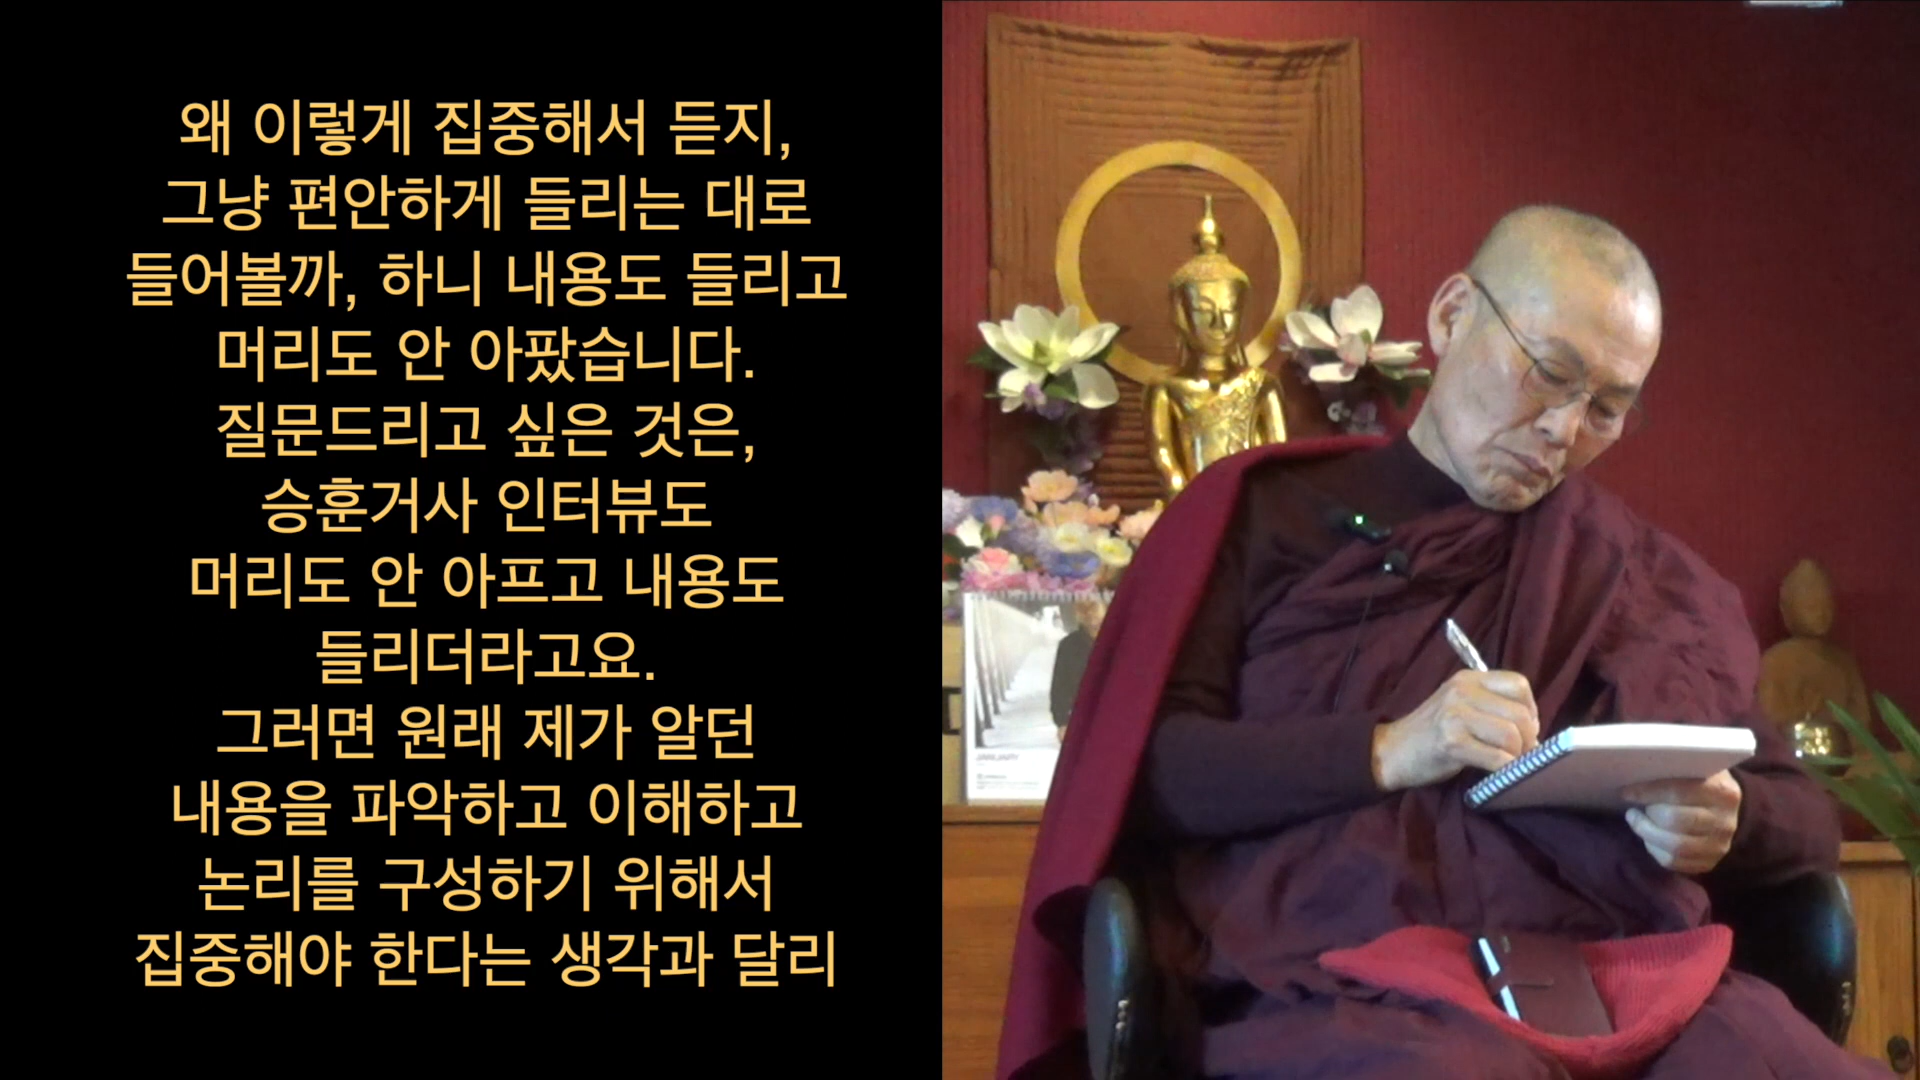 왜 이렇게 집중해서 듣지,
그냥 편안하게 들리는 대로
들어볼까, 하니 내용도 들리고
머리도 안 아팠습니다.
질문드리고 싶은 것은,
승훈거사 인터뷰도
머리도 안 아프고 내용도
들리더라고요.
그러면 원래 제가 알던
내용을 파악하고 이해하고
논리를 구성하기 위해서
집중해야 한다는 생각과 달리
JANUARY